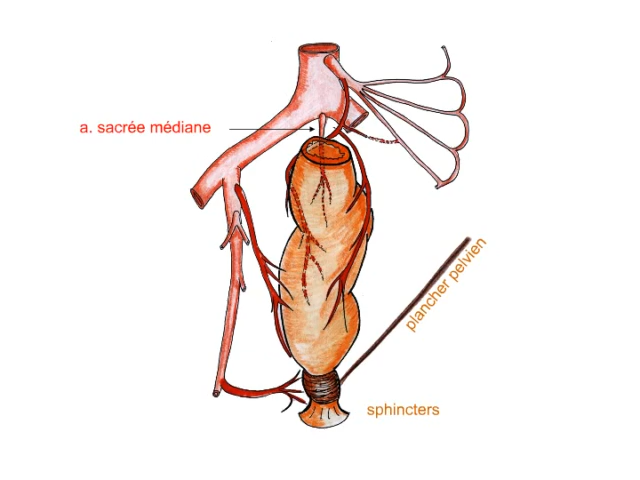 a. sacrée médiane
plancher pelvien
sphincters